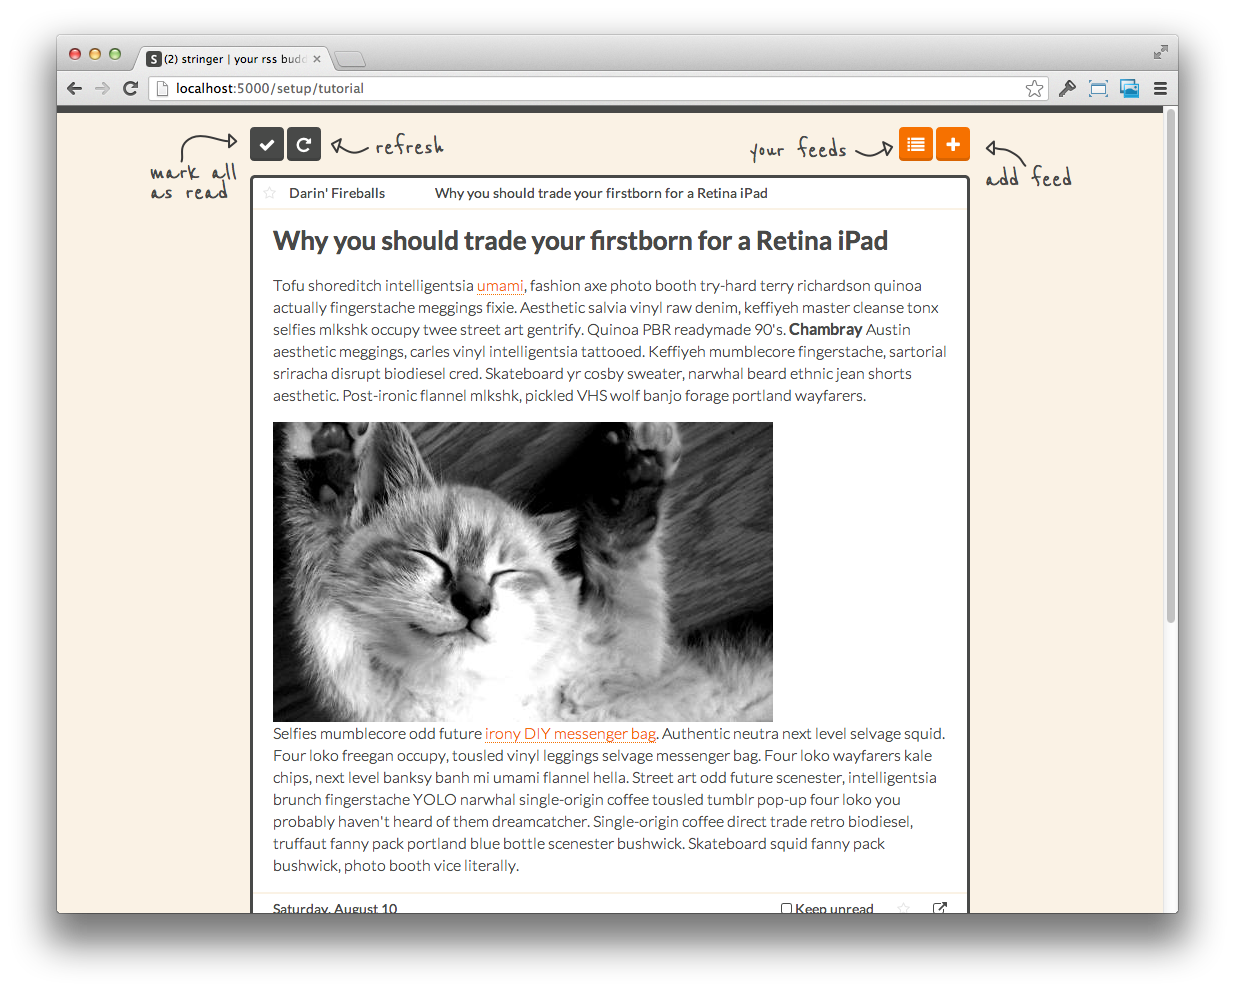 (2) stringer | your rss bud
localhost:5000/setup/tutorial
mark all
as read
refresh
your feeds
add feed
Darin' Fireballs Why you should trade your firstborn for a Retina iPad
Why you should trade your firstborn for a Retina iPad
Tofu shoreditch intelligentsia umami, fashion axe photo booth try-hard terry richardson quinoa
actually fingerstache meggings fixie. Aesthetic salvia vinyl raw denim, keffiyeh master cleanse tonx
selfies mlkshk occupy twee street art gentrify. Quinoa PBR readymade 90's. Chambray Austin
aesthetic meggings, carles vinyl intelligentsia tattooed. Keffiyeh mumblecore fingerstache, sartorial
sriracha disrupt biodiesel cred. Skateboard yr cosby sweater, narwhal beard ethnic jean shorts
aesthetic. Post-ironic flannel mlkshk, pickled VHS wolf banjo forage portland wayfarers.
Selfies mumblecore odd future irony DIY messenger bag. Authentic neutra next level selvage squid.
Four loko freegan occupy, tousled vinyl leggings selvage messenger bag. Four loko wayfarers kale
chips, next level banksy banh mi umami flannel hella. Street art odd future scenester, intelligentsia
brunch fingerstache YOLO narwhal single-origin coffee tousled tumblr pop-up four loko you
probably haven't heard of them dreamcatcher. Single-origin coffee direct trade retro biodiesel,
truffaut fanny pack portland blue bottle scenester bushwick. Skateboard squid fanny pack
bushwick, photo booth vice literally.
Saturday, August 10 Keep unread